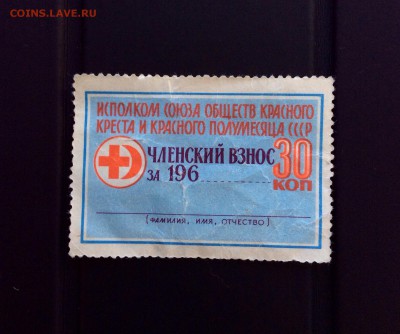 COINS.LAVE.RU
ИСПОЛКОМ СОЮЗА ОБЩЕСТВ КРАСНОГО
КРЕСТА И КРАСНОГО ПОЛУМЕСЯЦА СССР
ЧЛЕНСКИЙ ВЗНОС
ЗА 196
30
КОП
(ФАМИЛИЯ, ИМЯ, ОТЧЕСТВО)